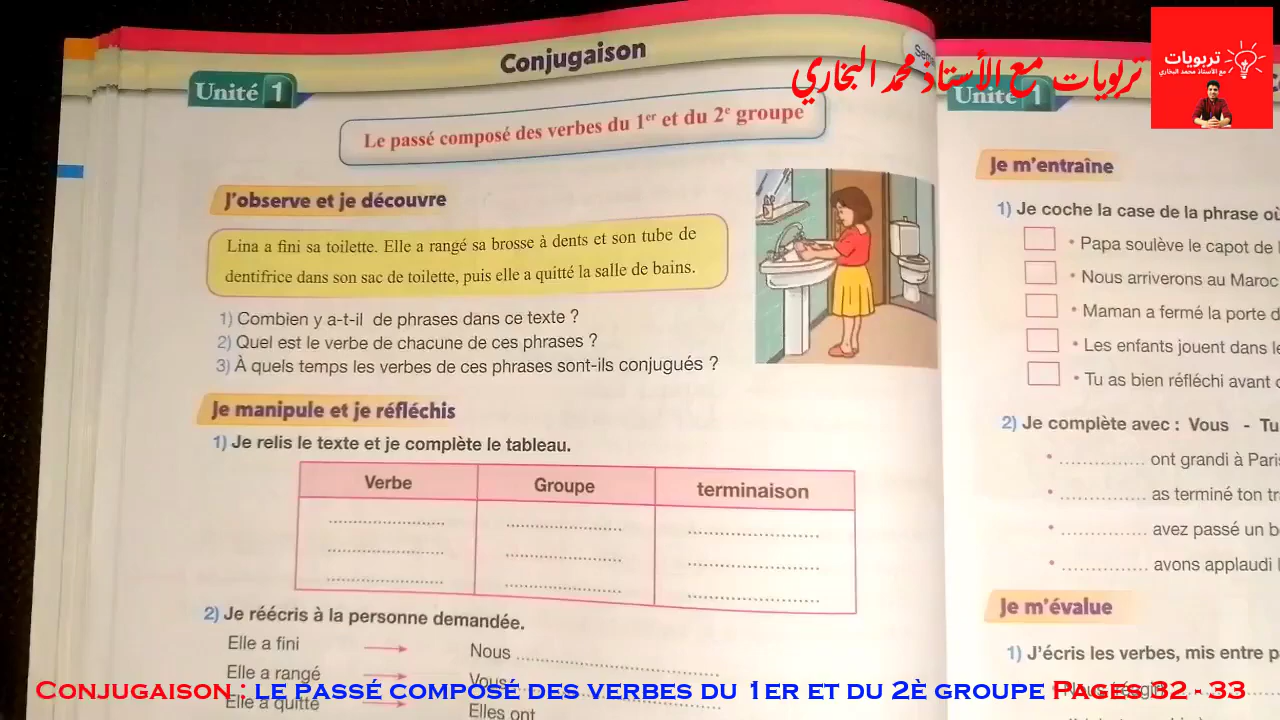 Conjugaison
Unité 1
Le passé composé des verbes du 1er et du 2e groupe
J'observe et je découvre
Lina a fini sa toilette. Elle a rangé sa brosse à dents et son tube de
dentifrice dans son sac de toilette, puis elle a quitté la salle de bains.
1) Combien y a-t-il de phrases dans ce texte ?
2) Quel est le verbe de chacune de ces phrases ?
3) À quels temps les verbes de ces phrases sont-ils conjugués ?
Je manipule et je réfléchis
1) Je relis le texte et je complète le tableau.
Verbe Groupe terminaison
2) Je réécris à la personne demandée.
Elle a fini → Nous ..............................
Elle a rangé → Vous ..............................
Elle a quitté → Elles ont
تربويات مع الأستاذ محمد البخاري
تربويات
مع الأستاذ محمد البخاري
Unité 1
Je m'entraîne
1) Je coche la case de la phrase où
• Papa soulève le capot de
• Nous arriverons au Maroc
• Maman a fermé la porte d
• Les enfants jouent dans le
• Tu as bien réfléchi avant
2) Je complète avec : Vous - Tu
• ............... ont grandi à Paris
• ............... as terminé ton tr
• ............... avez passé un b
• ............... avons applaudi
Je m'évalue
1) J'écris les verbes, mis entre p
Conjugaison : le passé composé des verbes du 1er et du 2è groupe Pages 32 - 33